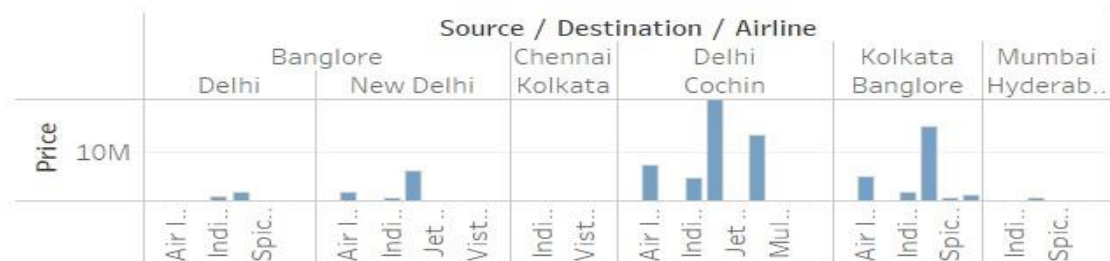 Source / Destination / Airline
Banglore Chennai Delhi Kolkata Mumbai
Delhi New Delhi Kolkata Cochin Banglore Hyderab..
Price
10M
Air I.. Indi.. Spic.. Air I.. Indi.. Jet .. Vist.. Indi.. Vist.. Air I.. Indi.. Jet .. Mul.. Air I.. Indi.. Spic.. Indi.. Spic..